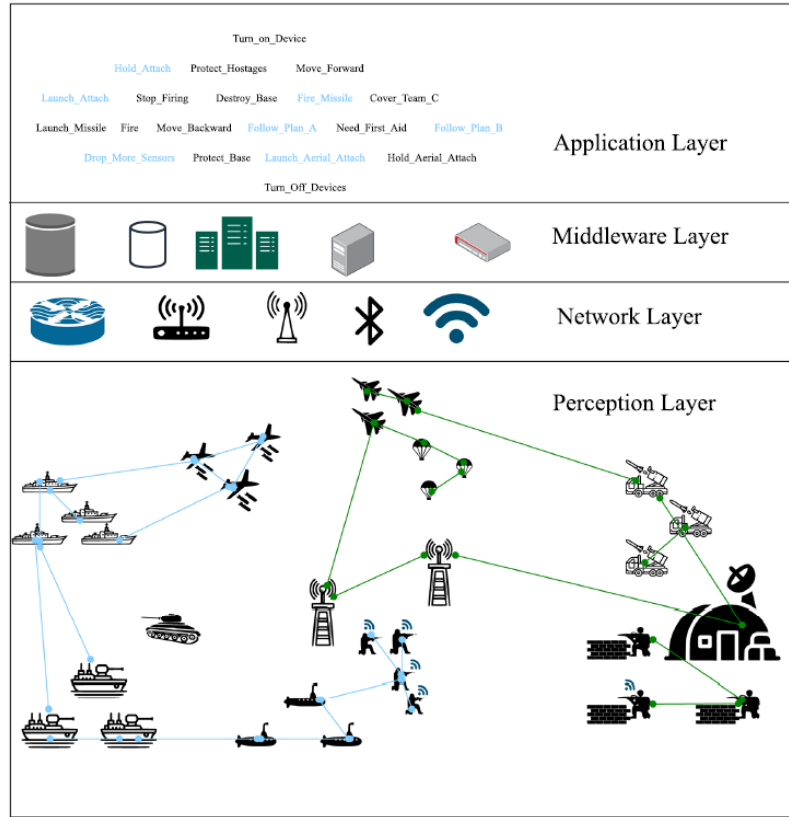 Turn_on_Device
Hold_Attach Protect_Hostages Move_Forward
Launch_Attach Stop_Firing Destroy_Base Fire_Missile Cover_Team_C
Launch_Missile Fire Move_Backward Follow_Plan_A Need_First_Aid Follow_Plan_B
Drop_More_Sensors Protect_Base Launch_Aerial_Attach Hold_Aerial_Attach
Turn_Off_Devices
Application Layer
Middleware Layer
Network Layer
Perception Layer